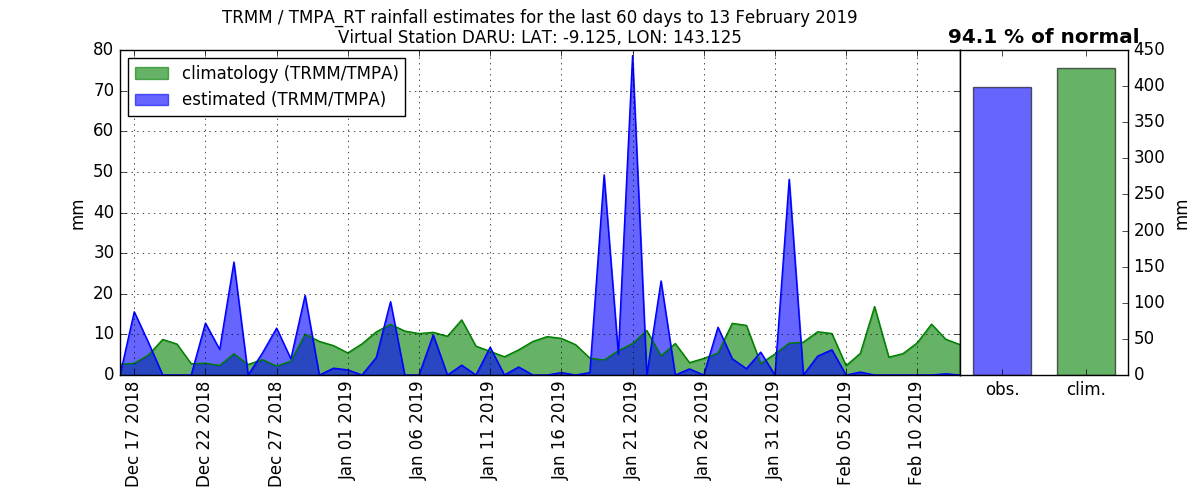 TRMM / TMPA_RT rainfall estimates for the last 60 days to 13 February 2019
Virtual Station DARU: LAT: -9.125, LON: 143.125
94.1 % of normal
climatology (TRMM/TMPA)
estimated (TRMM/TMPA)
80
70
60
50
40
30
20
10
0
mm
450
400
350
300
250
200
150
100
50
0
mm
obs.
clim.
Dec 17 2018
Dec 22 2018
Dec 27 2018
Jan 01 2019
Jan 06 2019
Jan 11 2019
Jan 16 2019
Jan 21 2019
Jan 26 2019
Jan 31 2019
Feb 05 2019
Feb 10 2019